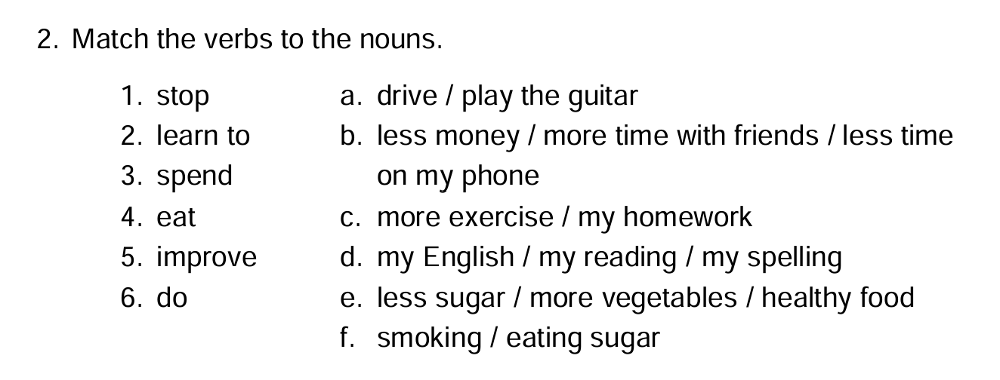 2. Match the verbs to the nouns.
1. stop
2. learn to
3. spend
4. eat
5. improve
6. do
a. drive / play the guitar
b. less money / more time with friends / less time
on my phone
c. more exercise / my homework
d. my English / my reading / my spelling
e. less sugar / more vegetables / healthy food
f. smoking / eating sugar